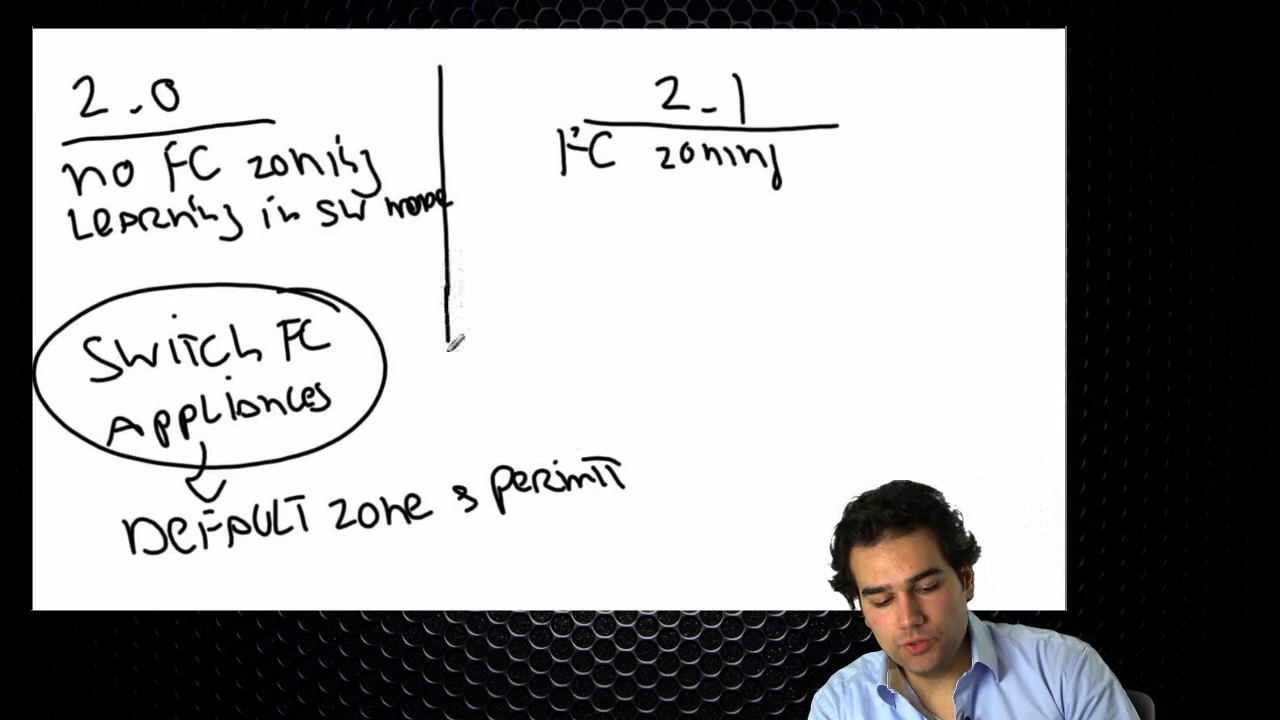 2.0
no FC zoning
Learning in SW mode
2.1
FC zoning
SWITCH FC
Appliances
DEFAULT zone & permit